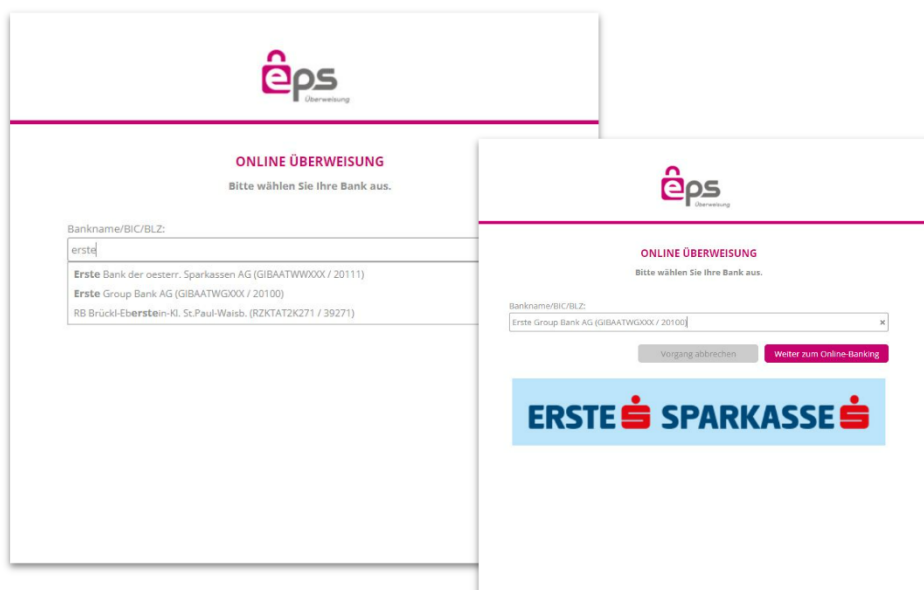 eps
Überweisung
ONLINE ÜBERWEISUNG
Bitte wählen Sie Ihre Bank aus.
Bankname/BIC/BLZ:
erste
Erste Bank der oesterr. Sparkassen AG (GIBAATWWXXX / 20111)
Erste Group Bank AG (GIBAATWGXXX / 20100)
RB Brückl-Eberstein-Kl. St.Paul-Waisb. (RZKTAT2K271 / 39271)
eps
Überweisung
ONLINE ÜBERWEISUNG
Bitte wählen Sie Ihre Bank aus.
Bankname/BIC/BLZ:
Erste Group Bank AG (GIBAATWGXXX / 20100) ×
Vorgang abbrechen Weiter zum Online-Banking
ERSTE S SPARKASSE S